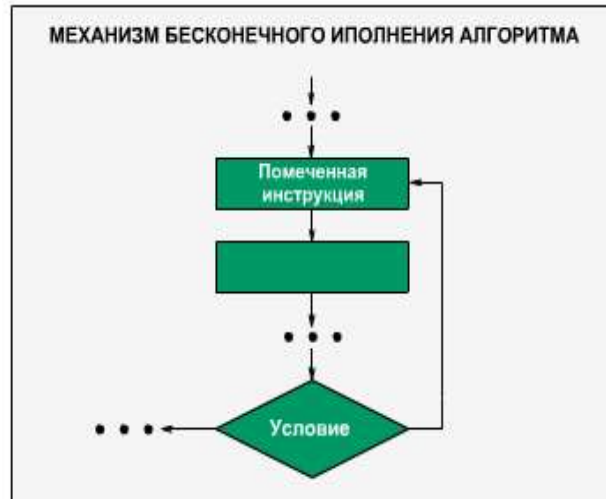 МЕХАНИЗМ БЕСКОНЕЧНОГО ИПОЛНЕНИЯ АЛГОРИТМА
Помеченная
инструкция
Условие